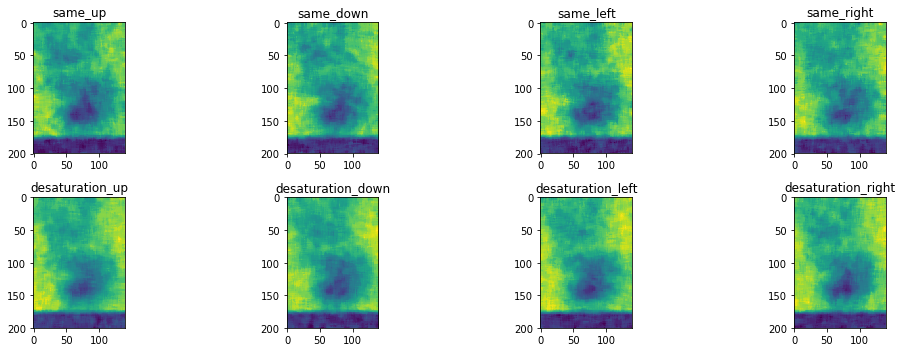 same_up same_down same_left same_right
0 0 0 0
50 50 50 50
100 100 100 100
150 150 150 150
200 200 200 200
0 50 100 0 50 100 0 50 100 0 50 100
desaturation_up desaturation_down desaturation_left desaturation_right
0 0 0 0
50 50 50 50
100 100 100 100
150 150 150 150
200 200 200 200
0 50 100 0 50 100 0 50 100 0 50 100